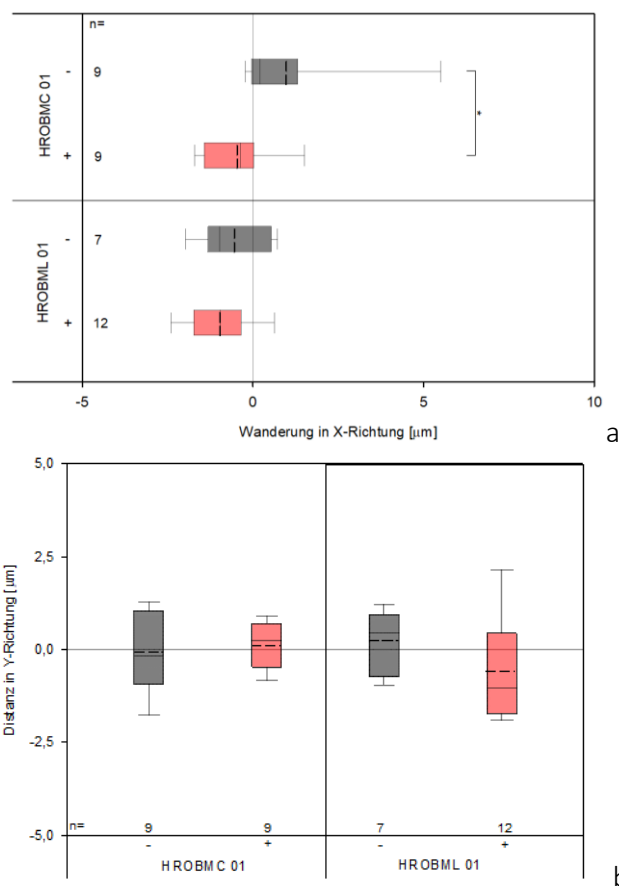 n=
HROBMC 01
- 9
*
+ 9
HROBML 01
- 7
+ 12
-5 0 5 10
Wanderung in X-Richtung [µm]
a
5,0
2,5
0,0
-2,5
-5,0
Distanz in Y-Richtung [µm]
n= 9 9 7 12
- + - +
HROBMC 01 HROBML 01
b